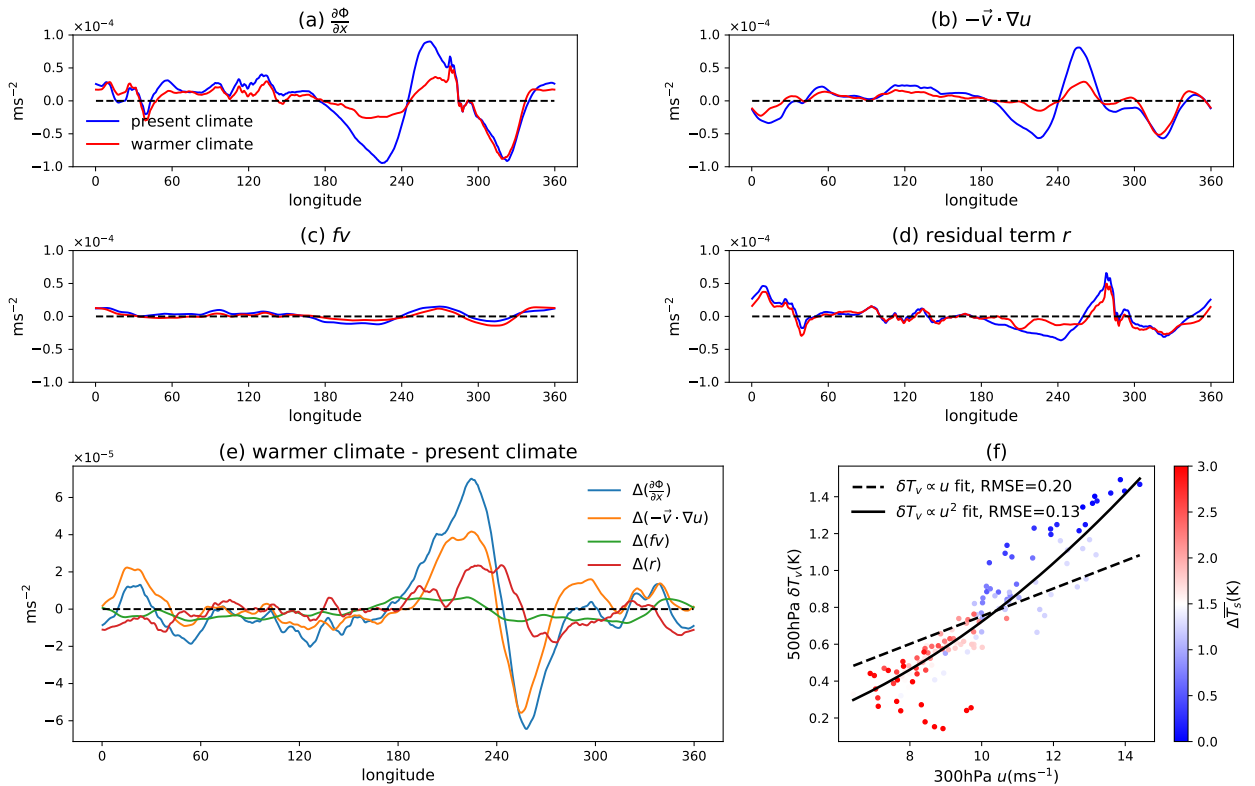 (a) ∂Φ/∂x
×10⁻⁴
1.0
0.5
0.0
−0.5
−1.0
ms⁻²
present climate
warmer climate
0 60 120 180 240 300 360
longitude
(b) −v⃗ · ∇u
×10⁻⁴
1.0
0.5
0.0
−0.5
−1.0
ms⁻²
0 60 120 180 240 300 360
longitude
(c) fv
×10⁻⁴
1.0
0.5
0.0
−0.5
−1.0
ms⁻²
0 60 120 180 240 300 360
longitude
(d) residual term r
×10⁻⁴
1.0
0.5
0.0
−0.5
−1.0
ms⁻²
0 60 120 180 240 300 360
longitude
(e) warmer climate - present climate
×10⁻⁵
6
4
2
0
−2
−4
−6
ms⁻²
Δ(∂Φ/∂x)
Δ(−v⃗ · ∇u)
Δ(fv)
Δ(r)
0 60 120 180 240 300 360
longitude
(f)
δTᵥ ∝ u fit, RMSE=0.20
δTᵥ ∝ u² fit, RMSE=0.13
1.4
1.2
1.0
0.8
0.6
0.4
0.2
500hPa δTᵥ(K)
8 10 12 14
300hPa u(ms⁻¹)
3.0
2.5
2.0
1.5
1.0
0.5
0.0
ΔT̅ₛ(K)